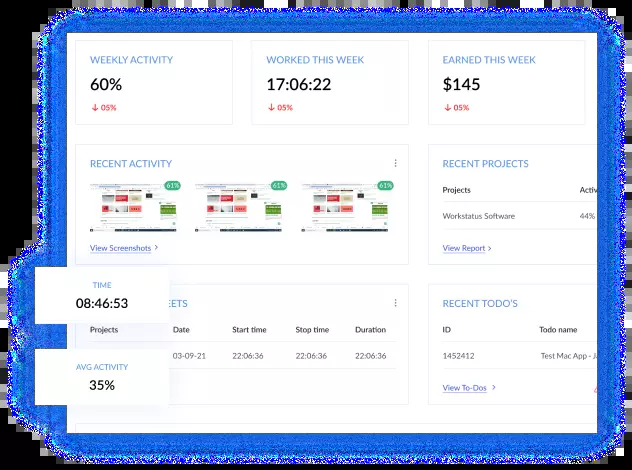 WEEKLY ACTIVITY
60%
↓ 05%
WORKED THIS WEEK
17:06:22
↓ 05%
EARNED THIS WEEK
$145
↓ 05%
RECENT ACTIVITY
61%
61%
61%
View Screenshots >
RECENT PROJECTS
Projects Activ
Workstatus Software 44%
View Report >
TIME
08:46:53
EETS
Projects Date Start time Stop time Duration
03-09-21 22:06:36 22:06:36 22:06:36
AVG ACTIVITY
35%
RECENT TODO'S
ID Todo name
1452412 Test Mac App - Ja
View To-Dos >